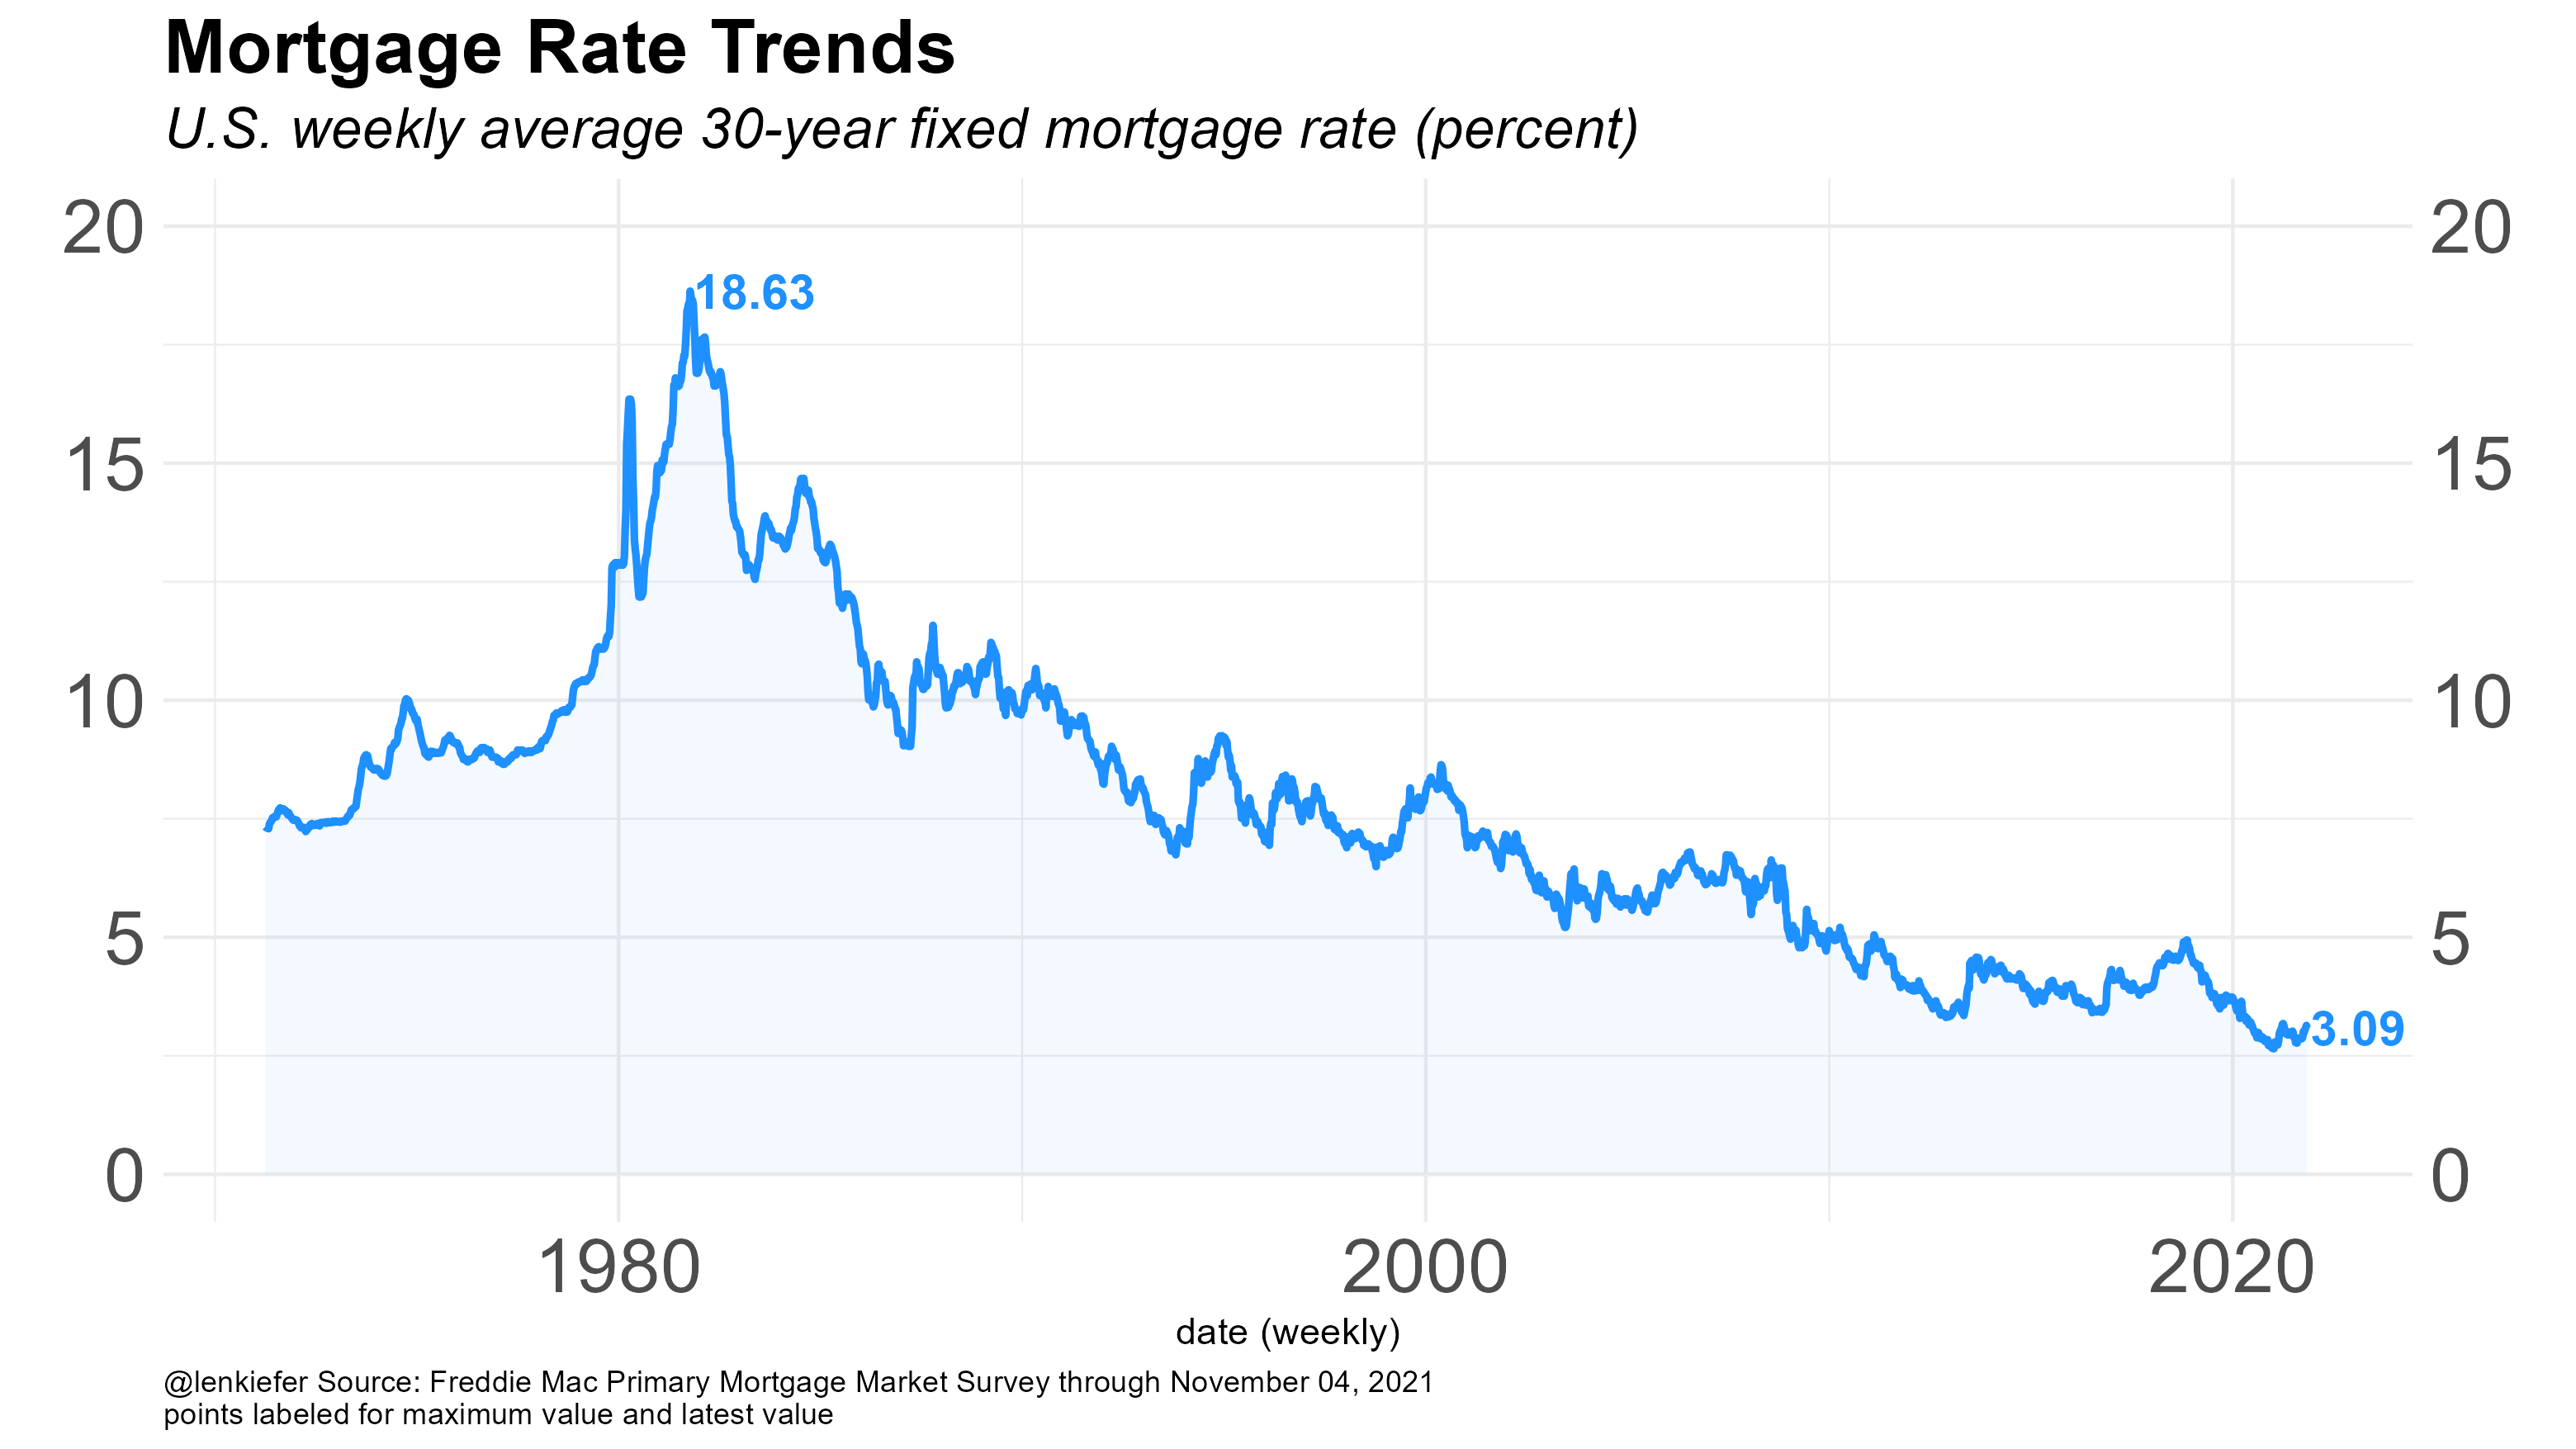 Mortgage Rate Trends
U.S. weekly average 30-year fixed mortgage rate (percent)
20 20
18.63
15 15
10 10
5 5
3.09
0 0
1980 2000 2020
date (weekly)
@lenkiefer Source: Freddie Mac Primary Mortgage Market Survey through November 04, 2021
points labeled for maximum value and latest value